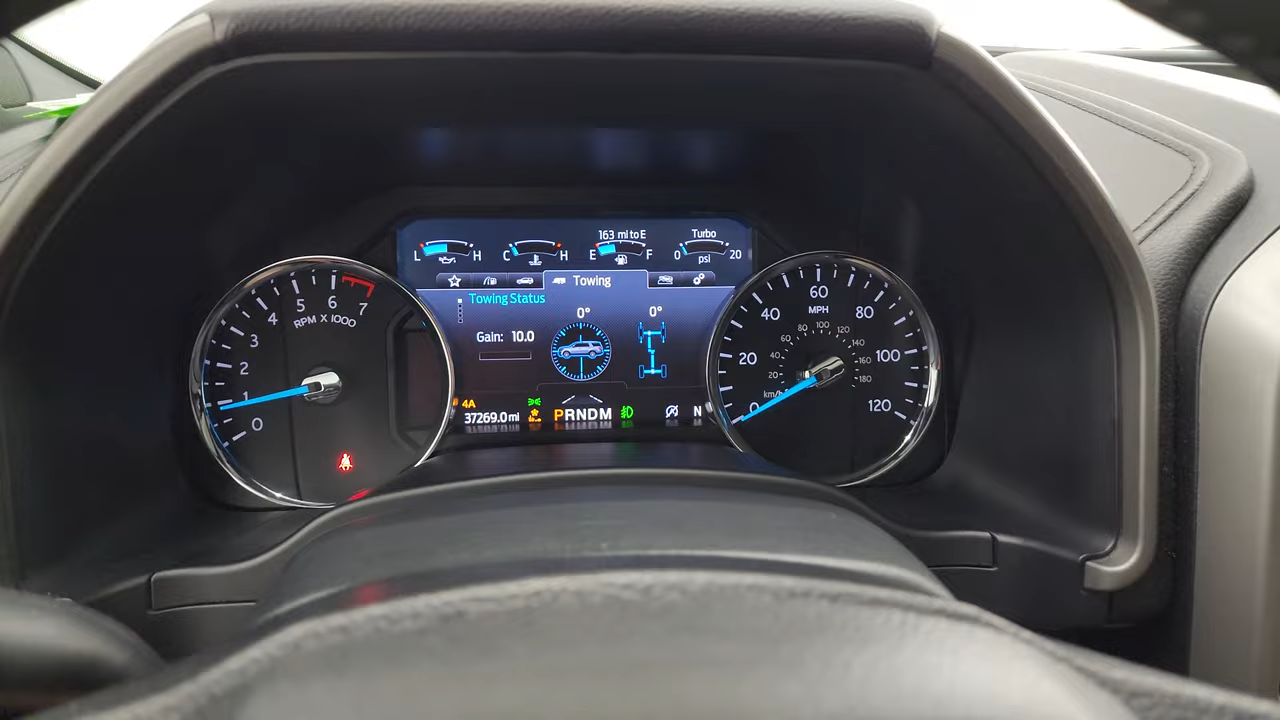 163 mi to E
Turbo
L H C H E F 0 psi 20
Towing
Towing Status
0° 0°
Gain: 10.0
4A
37269.0 mi
PRNDM
N
0 1 2 3 4 5 6 7
RPM X 1000
0 20 40 60 80 100 120
MPH
20 40 60 80 100 120 140 160 180
km/h